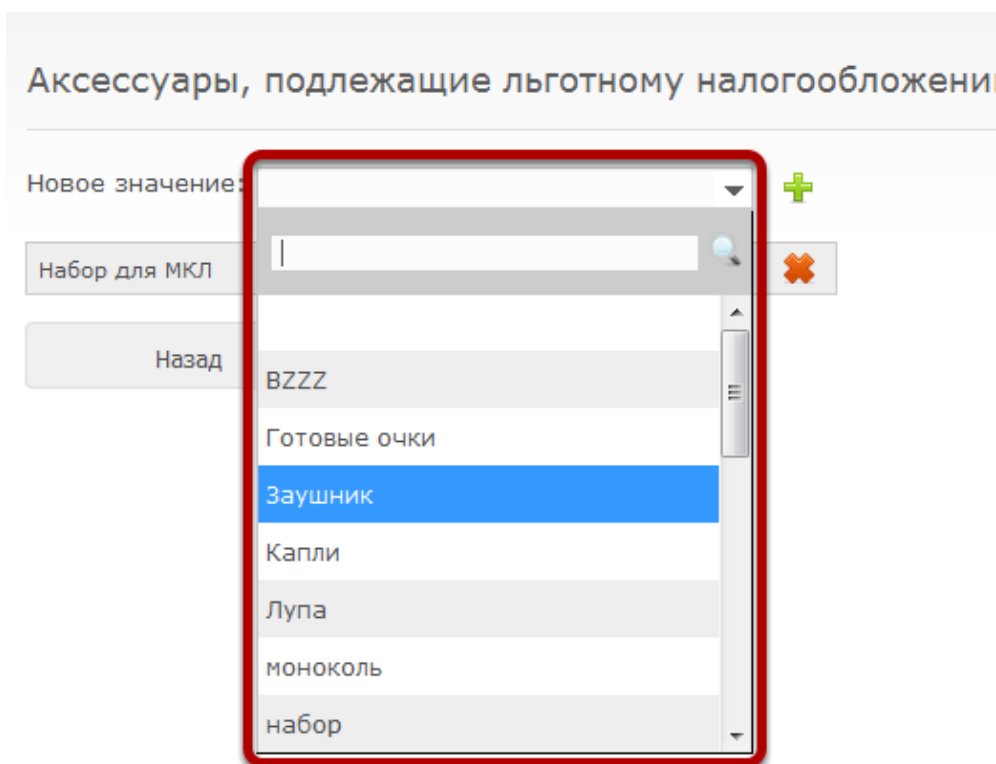 Аксессуары, подлежащие льготному налогообложени
Новое значение:
Набор для МКЛ
Назад
BZZZ
Готовые очки
Заушник
Капли
Лупа
моноколь
набор